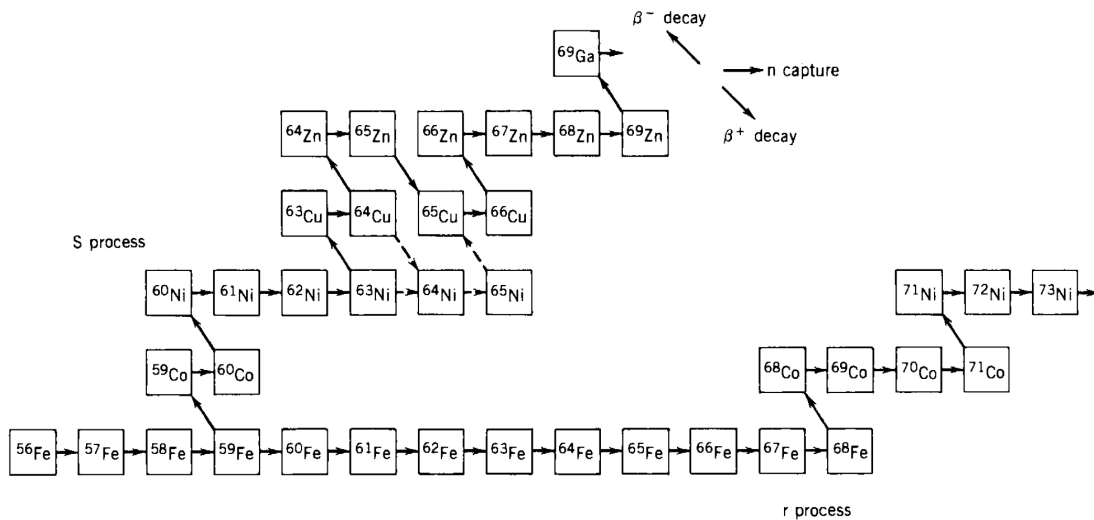 β⁻ decay
⁶⁹Ga
n capture
β⁺ decay
⁶⁴Zn ⁶⁵Zn ⁶⁶Zn ⁶⁷Zn ⁶⁸Zn ⁶⁹Zn
⁶³Cu ⁶⁴Cu ⁶⁵Cu ⁶⁶Cu
S process
⁶⁰Ni ⁶¹Ni ⁶²Ni ⁶³Ni ⁶⁴Ni ⁶⁵Ni ⁷¹Ni ⁷²Ni ⁷³Ni
⁵⁹Co ⁶⁰Co ⁶⁸Co ⁶⁹Co ⁷⁰Co ⁷¹Co
⁵⁶Fe ⁵⁷Fe ⁵⁸Fe ⁵⁹Fe ⁶⁰Fe ⁶¹Fe ⁶²Fe ⁶³Fe ⁶⁴Fe ⁶⁵Fe ⁶⁶Fe ⁶⁷Fe ⁶⁸Fe
r process